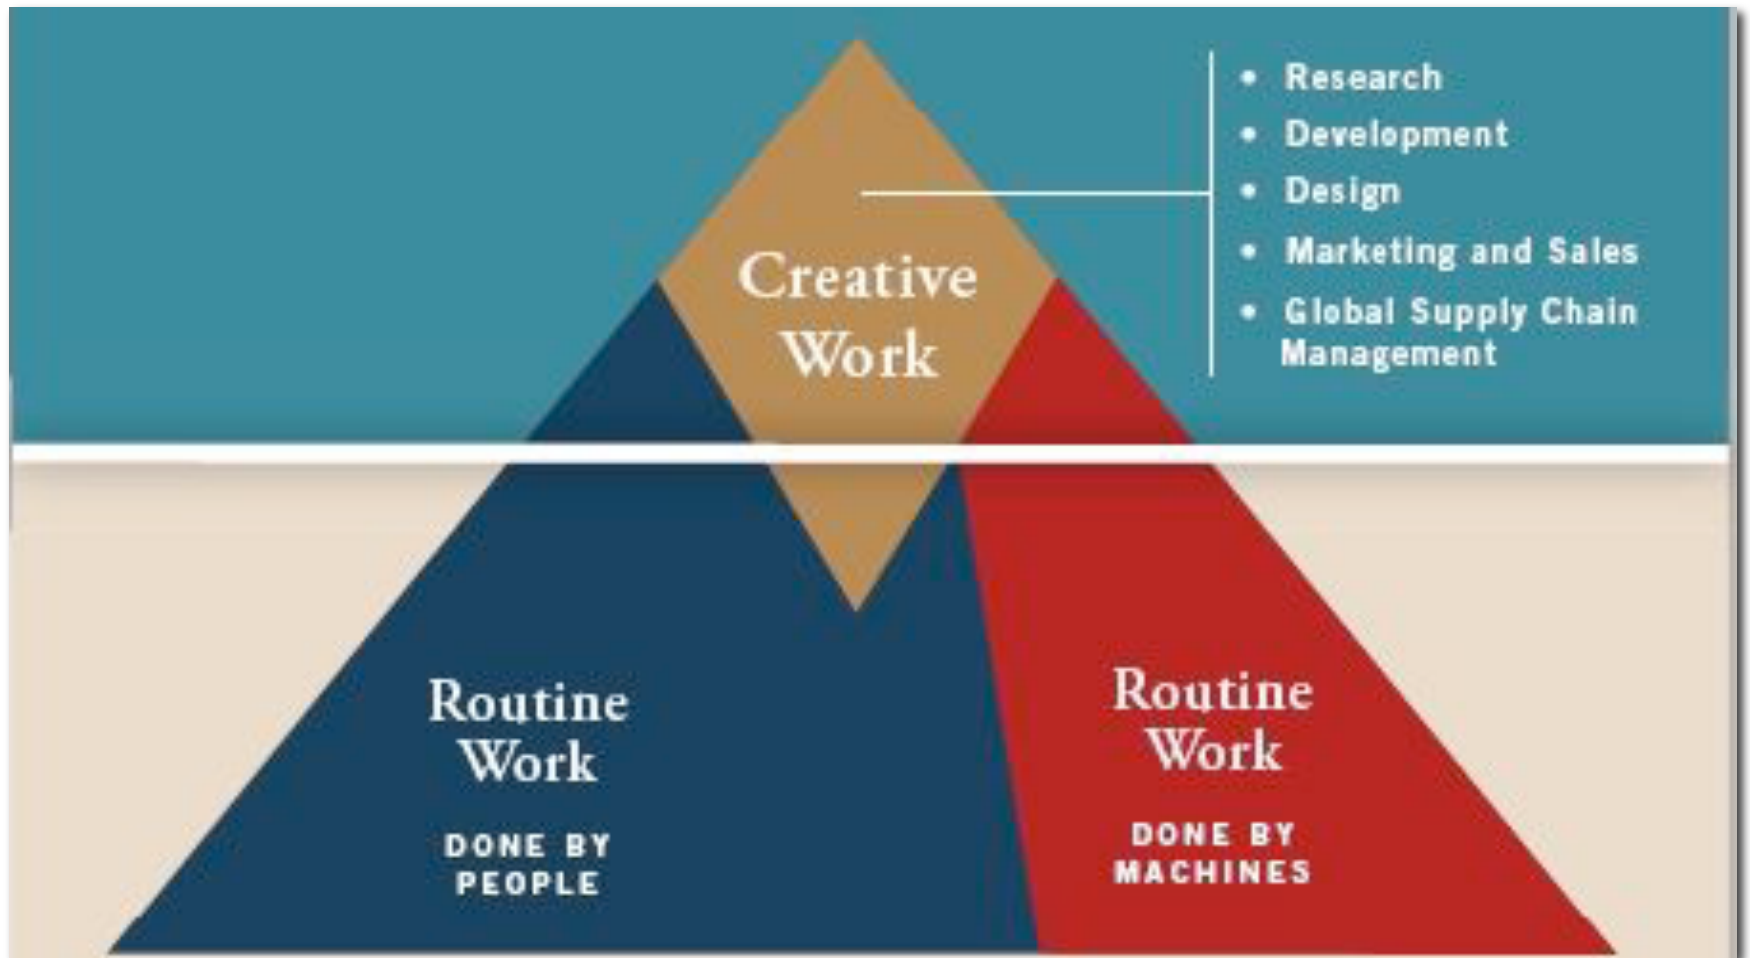 • Research
• Development
• Design
• Marketing and Sales
• Global Supply Chain
Management
Creative
Work
Routine
Work
DONE BY
PEOPLE
Routine
Work
DONE BY
MACHINES